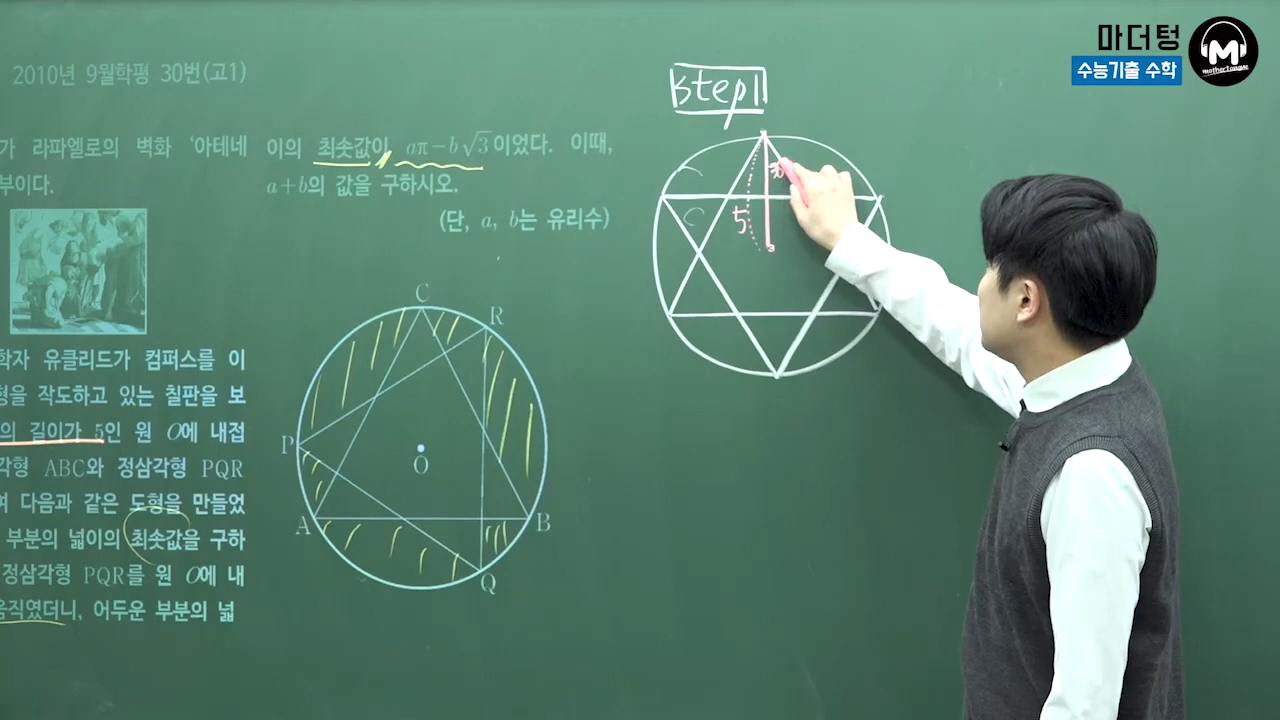 2010년 9월학평 30번(고1)
가 라파엘로의 벽화 ‘아테네
부이다.
학자 유클리드가 컴퍼스를 이
형을 작도하고 있는 칠판을 보
의 길이가 5인 원 O에 내접
각형 ABC와 정삼각형 PQR
여 다음과 같은 도형을 만들었
부분의 넓이의 최솟값을 구하
정삼각형 PQR를 원 O에 내
움직였더니, 어두운 부분의 넓
이의 최솟값이 aπ−b√3이었다. 이때,
a+b의 값을 구하시오.
(단, a, b는 유리수)
C
R
P
O
A
B
Q
Step1
5
마더텅
수능기출 수학
M
mothertongue